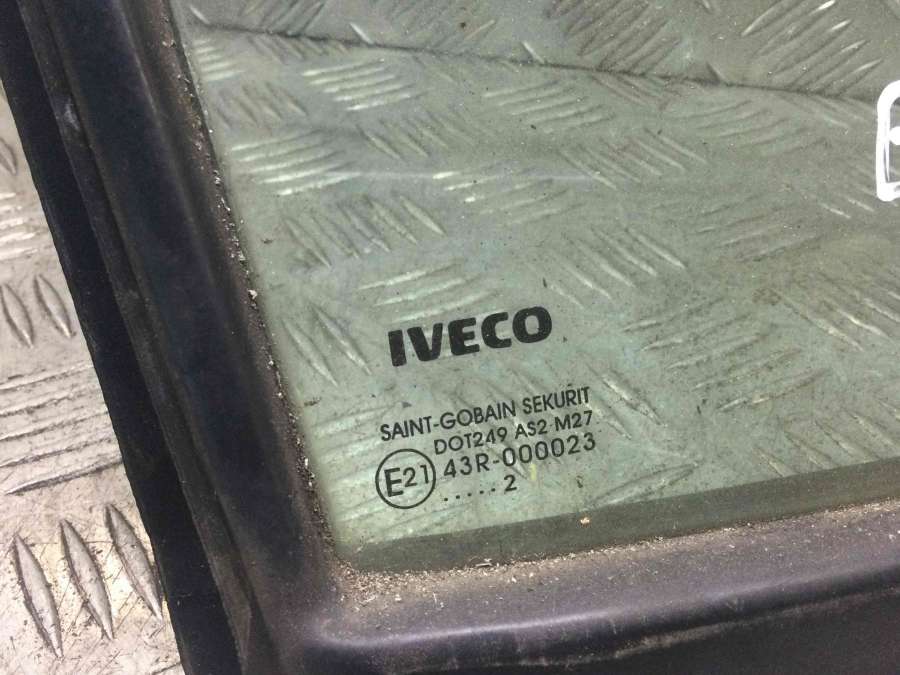 IVECO
SAINT-GOBAIN SEKURIT
DOT249 AS2 M27
E21 43R-000023
.....2